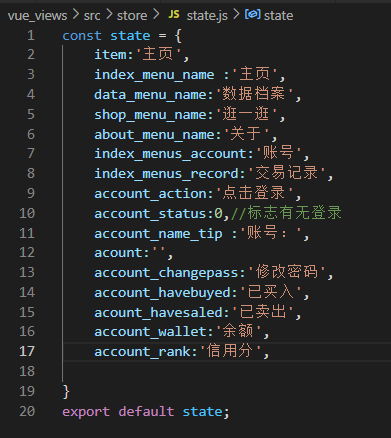 vue_views > src > store > JS state.js > state
1 const state = {
2 item:'主页',
3 index_menu_name :'主页',
4 data_menu_name:'数据档案',
5 shop_menu_name:'逛一逛',
6 about_menu_name:'关于',
7 index_menus_account:'账号',
8 index_menus_record:'交易记录',
9 account_action:'点击登录',
10 account_status:0,//标志有无登录
11 account_name_tip :'账号：',
12 acount:'',
13 account_changepass:'修改密码',
14 account_havebuyed:'已买入',
15 acount_havesaled:'已卖出',
16 account_wallet:'余额',
17 account_rank:'信用分',
18
19 }
20 export default state;